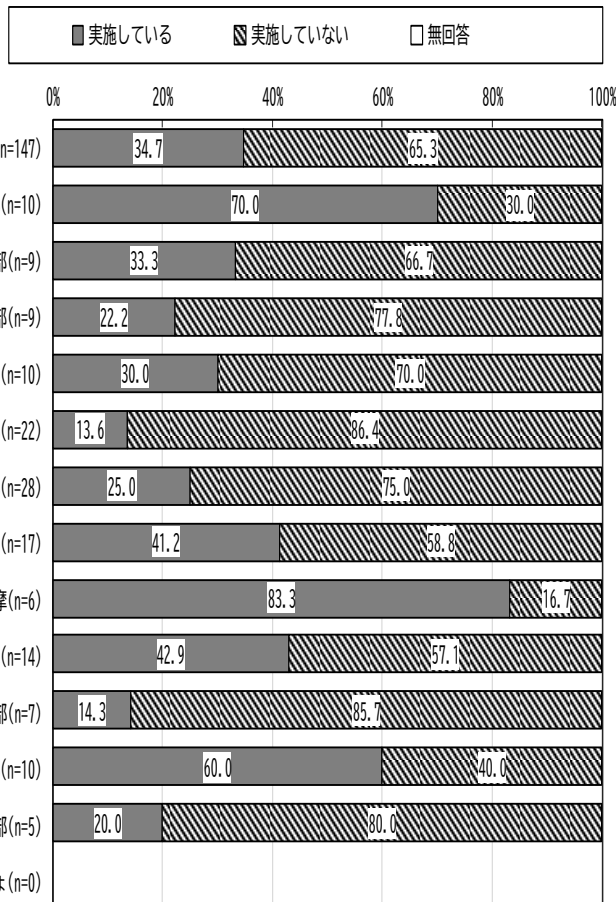 実施している 実施していない 無回答
0% 20% 40% 60% 80% 100%
n=147) 34.7 65.3
(n=10) 70.0 30.0
部(n=9) 33.3 66.7
部(n=9) 22.2 77.8
(n=10) 30.0 70.0
(n=22) 13.6 86.4
(n=28) 25.0 75.0
(n=17) 41.2 58.8
摩(n=6) 83.3 16.7
(n=14) 42.9 57.1
部(n=7) 14.3 85.7
(n=10) 60.0 40.0
部(n=5) 20.0 80.0
(n=0)